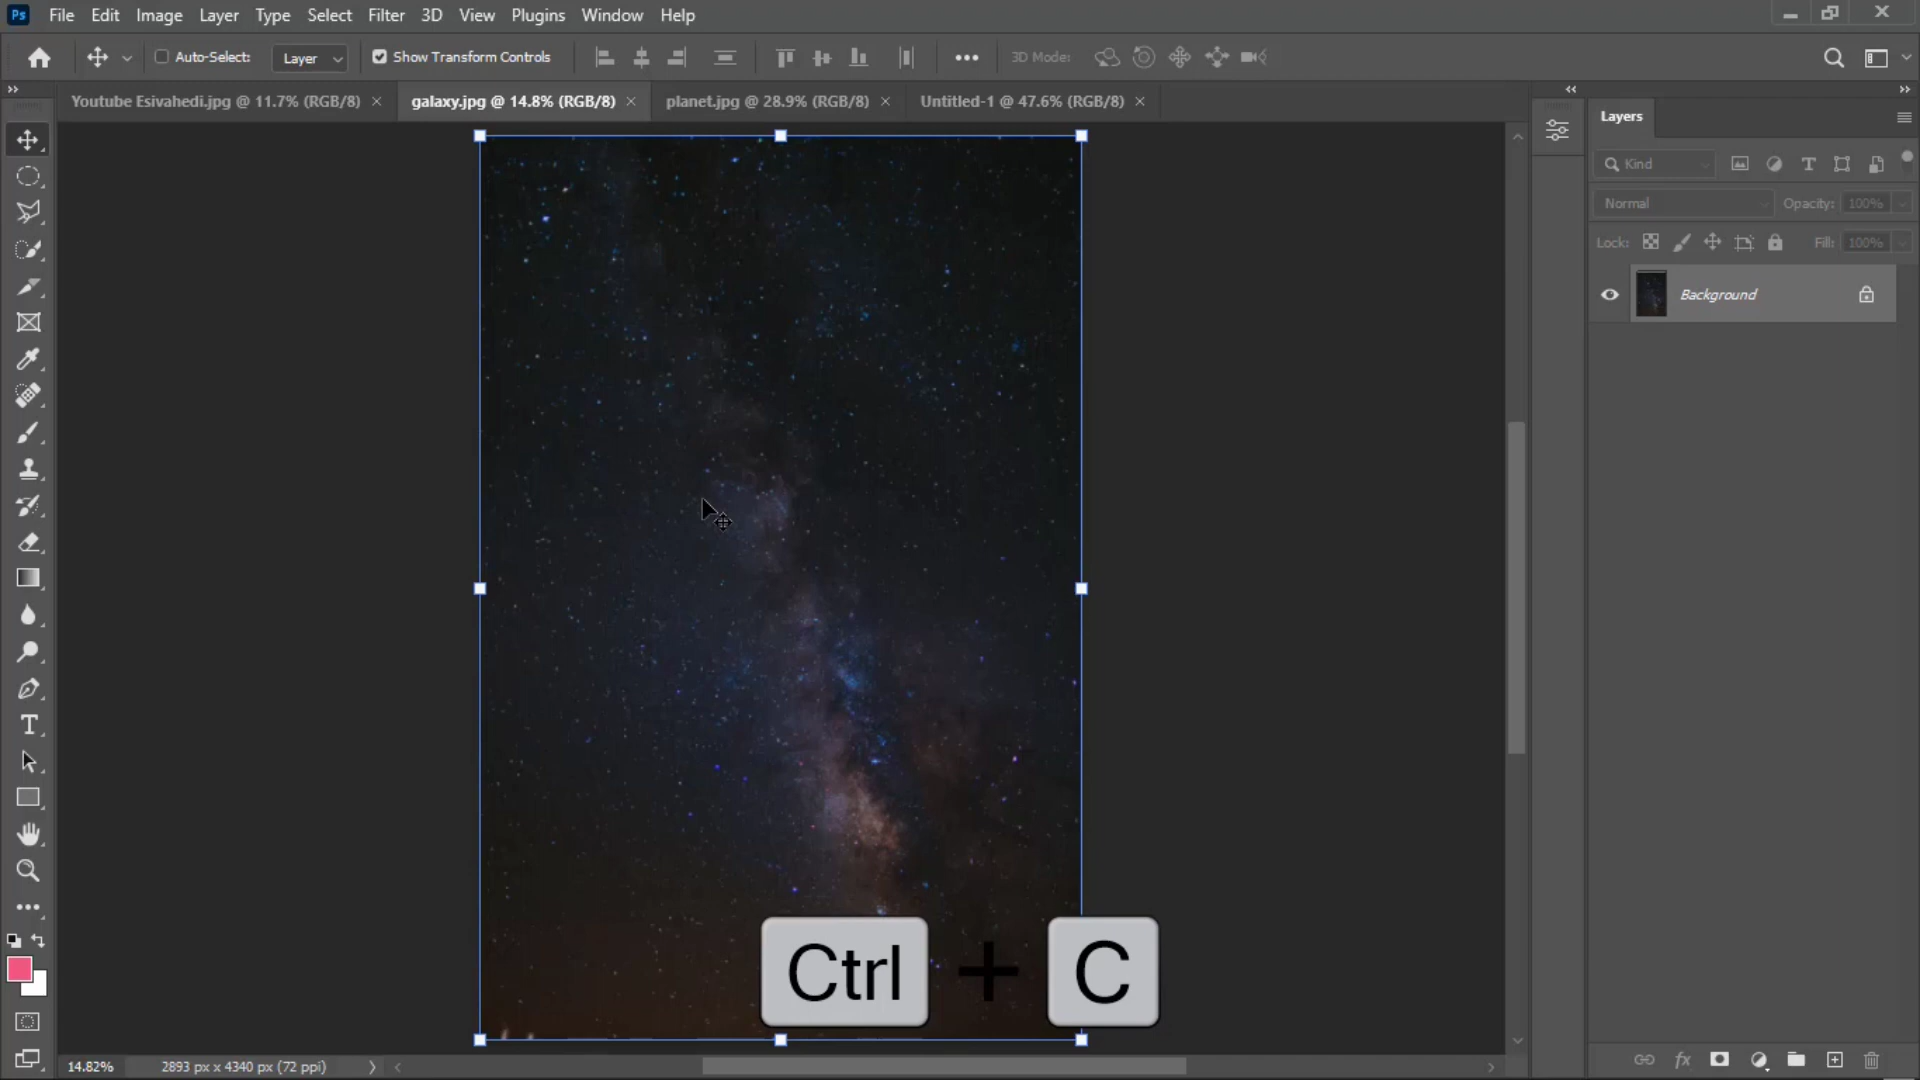 Ps File Edit Image Layer Type Select Filter 3D View Plugins Window Help
Auto-Select: Layer Show Transform Controls 3D Mode:
Youtube Esivahedi.jpg @ 11.7% (RGB/8) galaxy.jpg @ 14.8% (RGB/8) planet.jpg @ 28.9% (RGB/8) Untitled-1 @ 47.6% (RGB/8)
Layers
Kind
Normal Opacity: 100%
Lock: Fill: 100%
Background
Ctrl + C
14.82% 2893 px x 4340 px (72 ppi)
fx